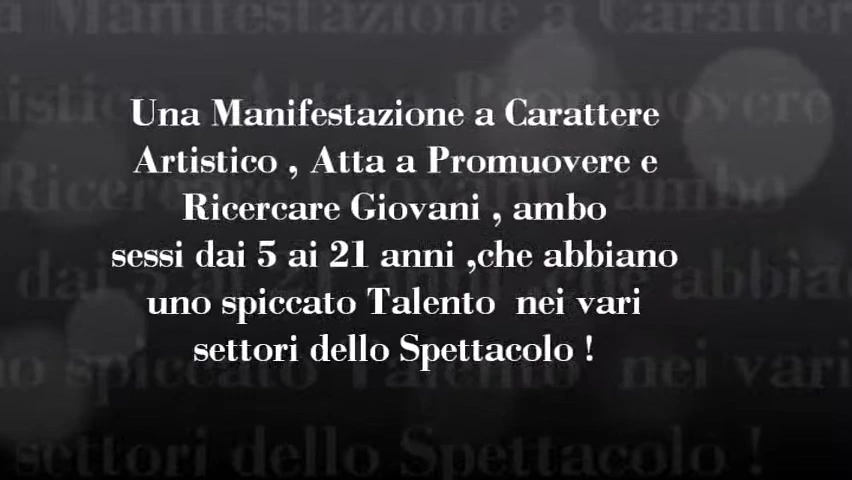 Una Manifestazione a Carattere
Artistico , Atta a Promuovere e
Ricercare Giovani , ambo
sessi dai 5 ai 21 anni ,che abbiano
uno spiccato Talento  nei vari
settori dello Spettacolo !